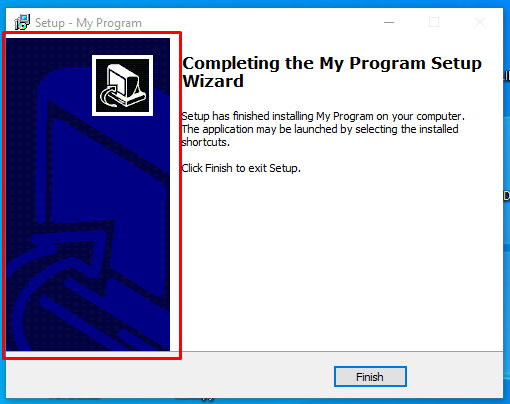 Setup - My Program
Completing the My Program Setup
Wizard
Setup has finished installing My Program on your computer.
The application may be launched by selecting the installed
shortcuts.
Click Finish to exit Setup.
Finish